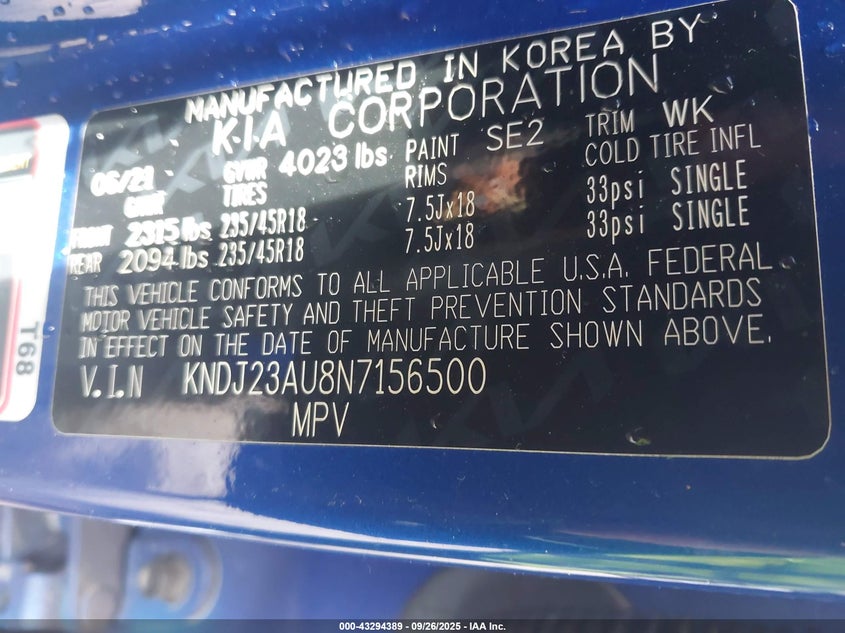 MANUFACTURED IN KOREA BY
KIA CORPORATION
06/21 GVWR 4023 lbs PAINT SE2 TRIM WK
GAWR TIRES RIMS COLD TIRE INFL
FRONT 2315 lbs 235/45R18 7.5Jx18 33psi SINGLE
REAR 2094 lbs 235/45R18 7.5Jx18 33psi SINGLE
THIS VEHICLE CONFORMS TO ALL APPLICABLE U.S.A. FEDERAL
MOTOR VEHICLE SAFETY AND THEFT PREVENTION STANDARDS
IN EFFECT ON THE DATE OF MANUFACTURE SHOWN ABOVE.
V.I.N KNDJ23AU8N7156500
MPV
T68
000-43294389 | 09/26/2025 | IAA Inc.